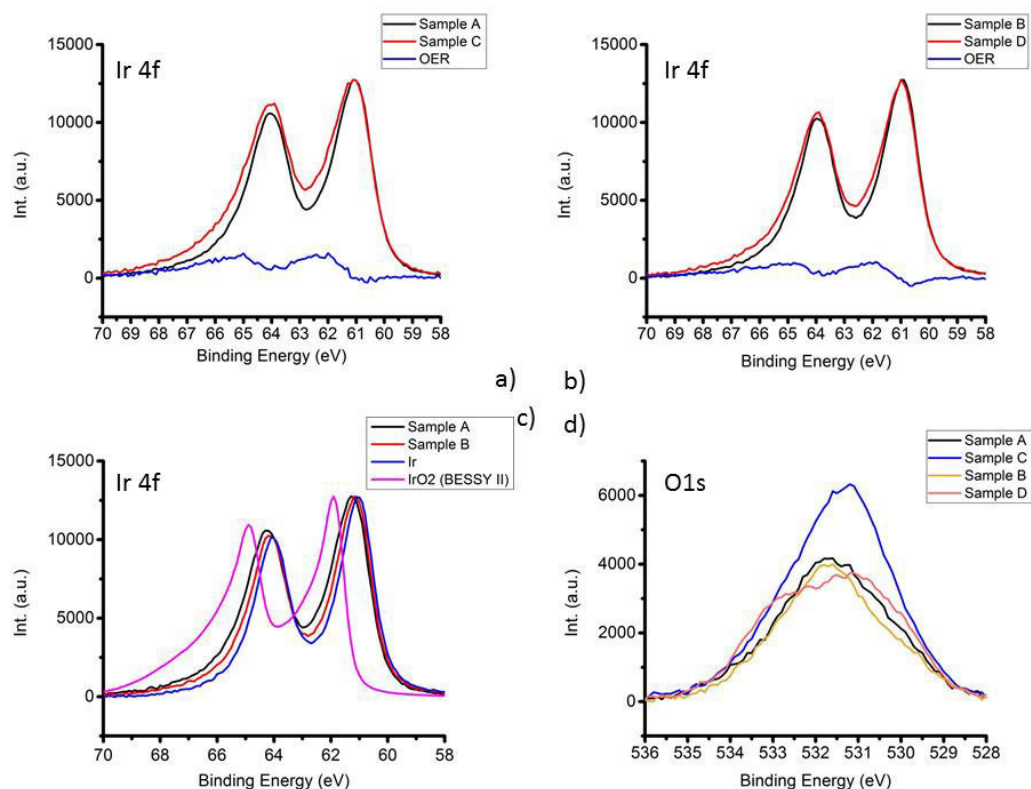 Sample A
Sample C
OER
Ir 4f
15000
10000
5000
0
Int. (a.u.)
70 69 68 67 66 65 64 63 62 61 60 59 58
Binding Energy (eV)
a)
Sample B
Sample D
OER
Ir 4f
15000
10000
5000
0
Int. (a.u.)
70 69 68 67 66 65 64 63 62 61 60 59 58
Binding Energy (eV)
b)
c)
Sample A
Sample B
Ir
IrO2 (BESSY II)
Ir 4f
15000
10000
5000
0
Int. (a.u.)
70 68 66 64 62 60 58
Binding Energy (eV)
d)
Sample A
Sample C
Sample B
Sample D
O1s
6000
4000
2000
0
Int. (a.u.)
536 535 534 533 532 531 530 529 528
Binding Energy (eV)